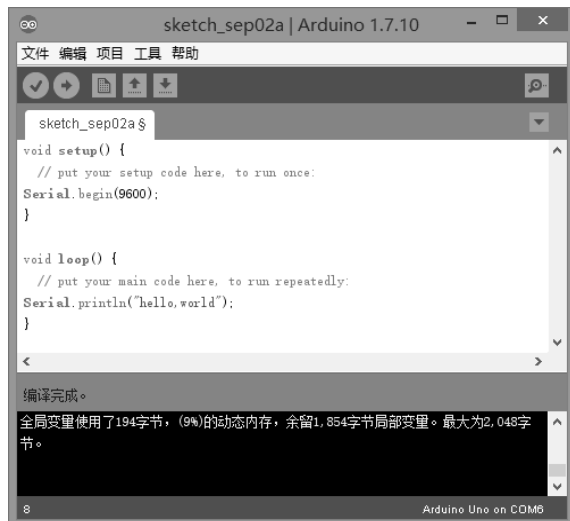 sketch_sep02a | Arduino 1.7.10
文件 编辑 项目 工具 帮助
sketch_sep02a §
void setup() {
// put your setup code here, to run once:
Serial.begin(9600);
}
void loop() {
// put your main code here, to run repeatedly:
Serial.println("hello,world");
}
编译完成。
全局变量使用了194字节，(9%)的动态内存，余留1,854字节局部变量。最大为2,048字
节。
8 Arduino Uno on COM6